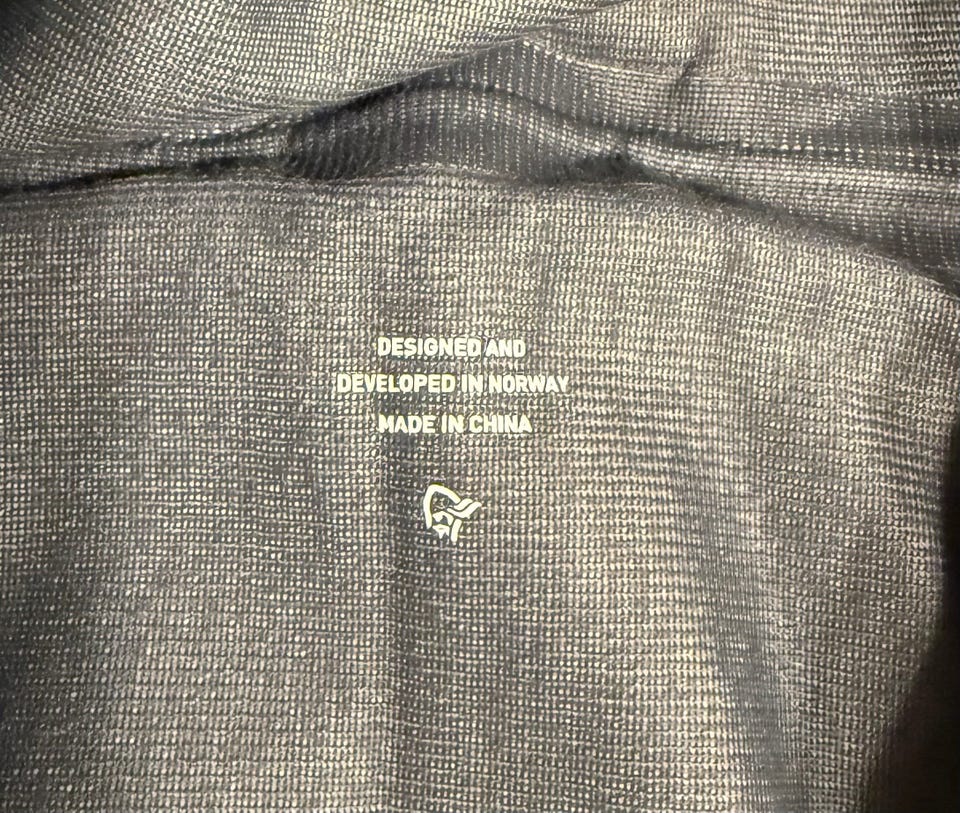 DESIGNED AND
DEVELOPED IN NORWAY
MADE IN CHINA